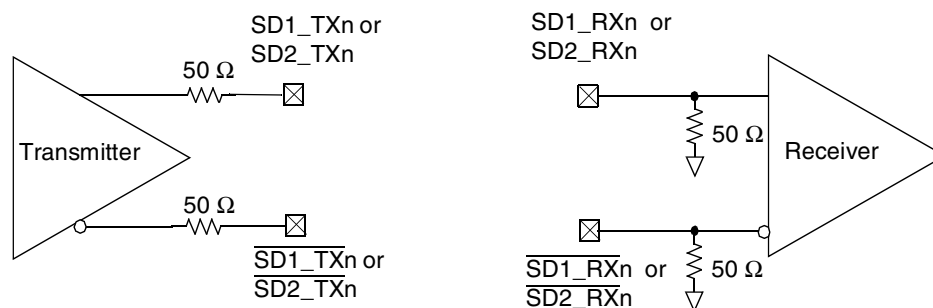 SD1_TXn or
SD2_TXn
50 Ω
Transmitter
50 Ω
SD1_TXn or
SD2_TXn
SD1_RXn or
SD2_RXn
50 Ω
Receiver
50 Ω
SD1_RXn or
SD2_RXn